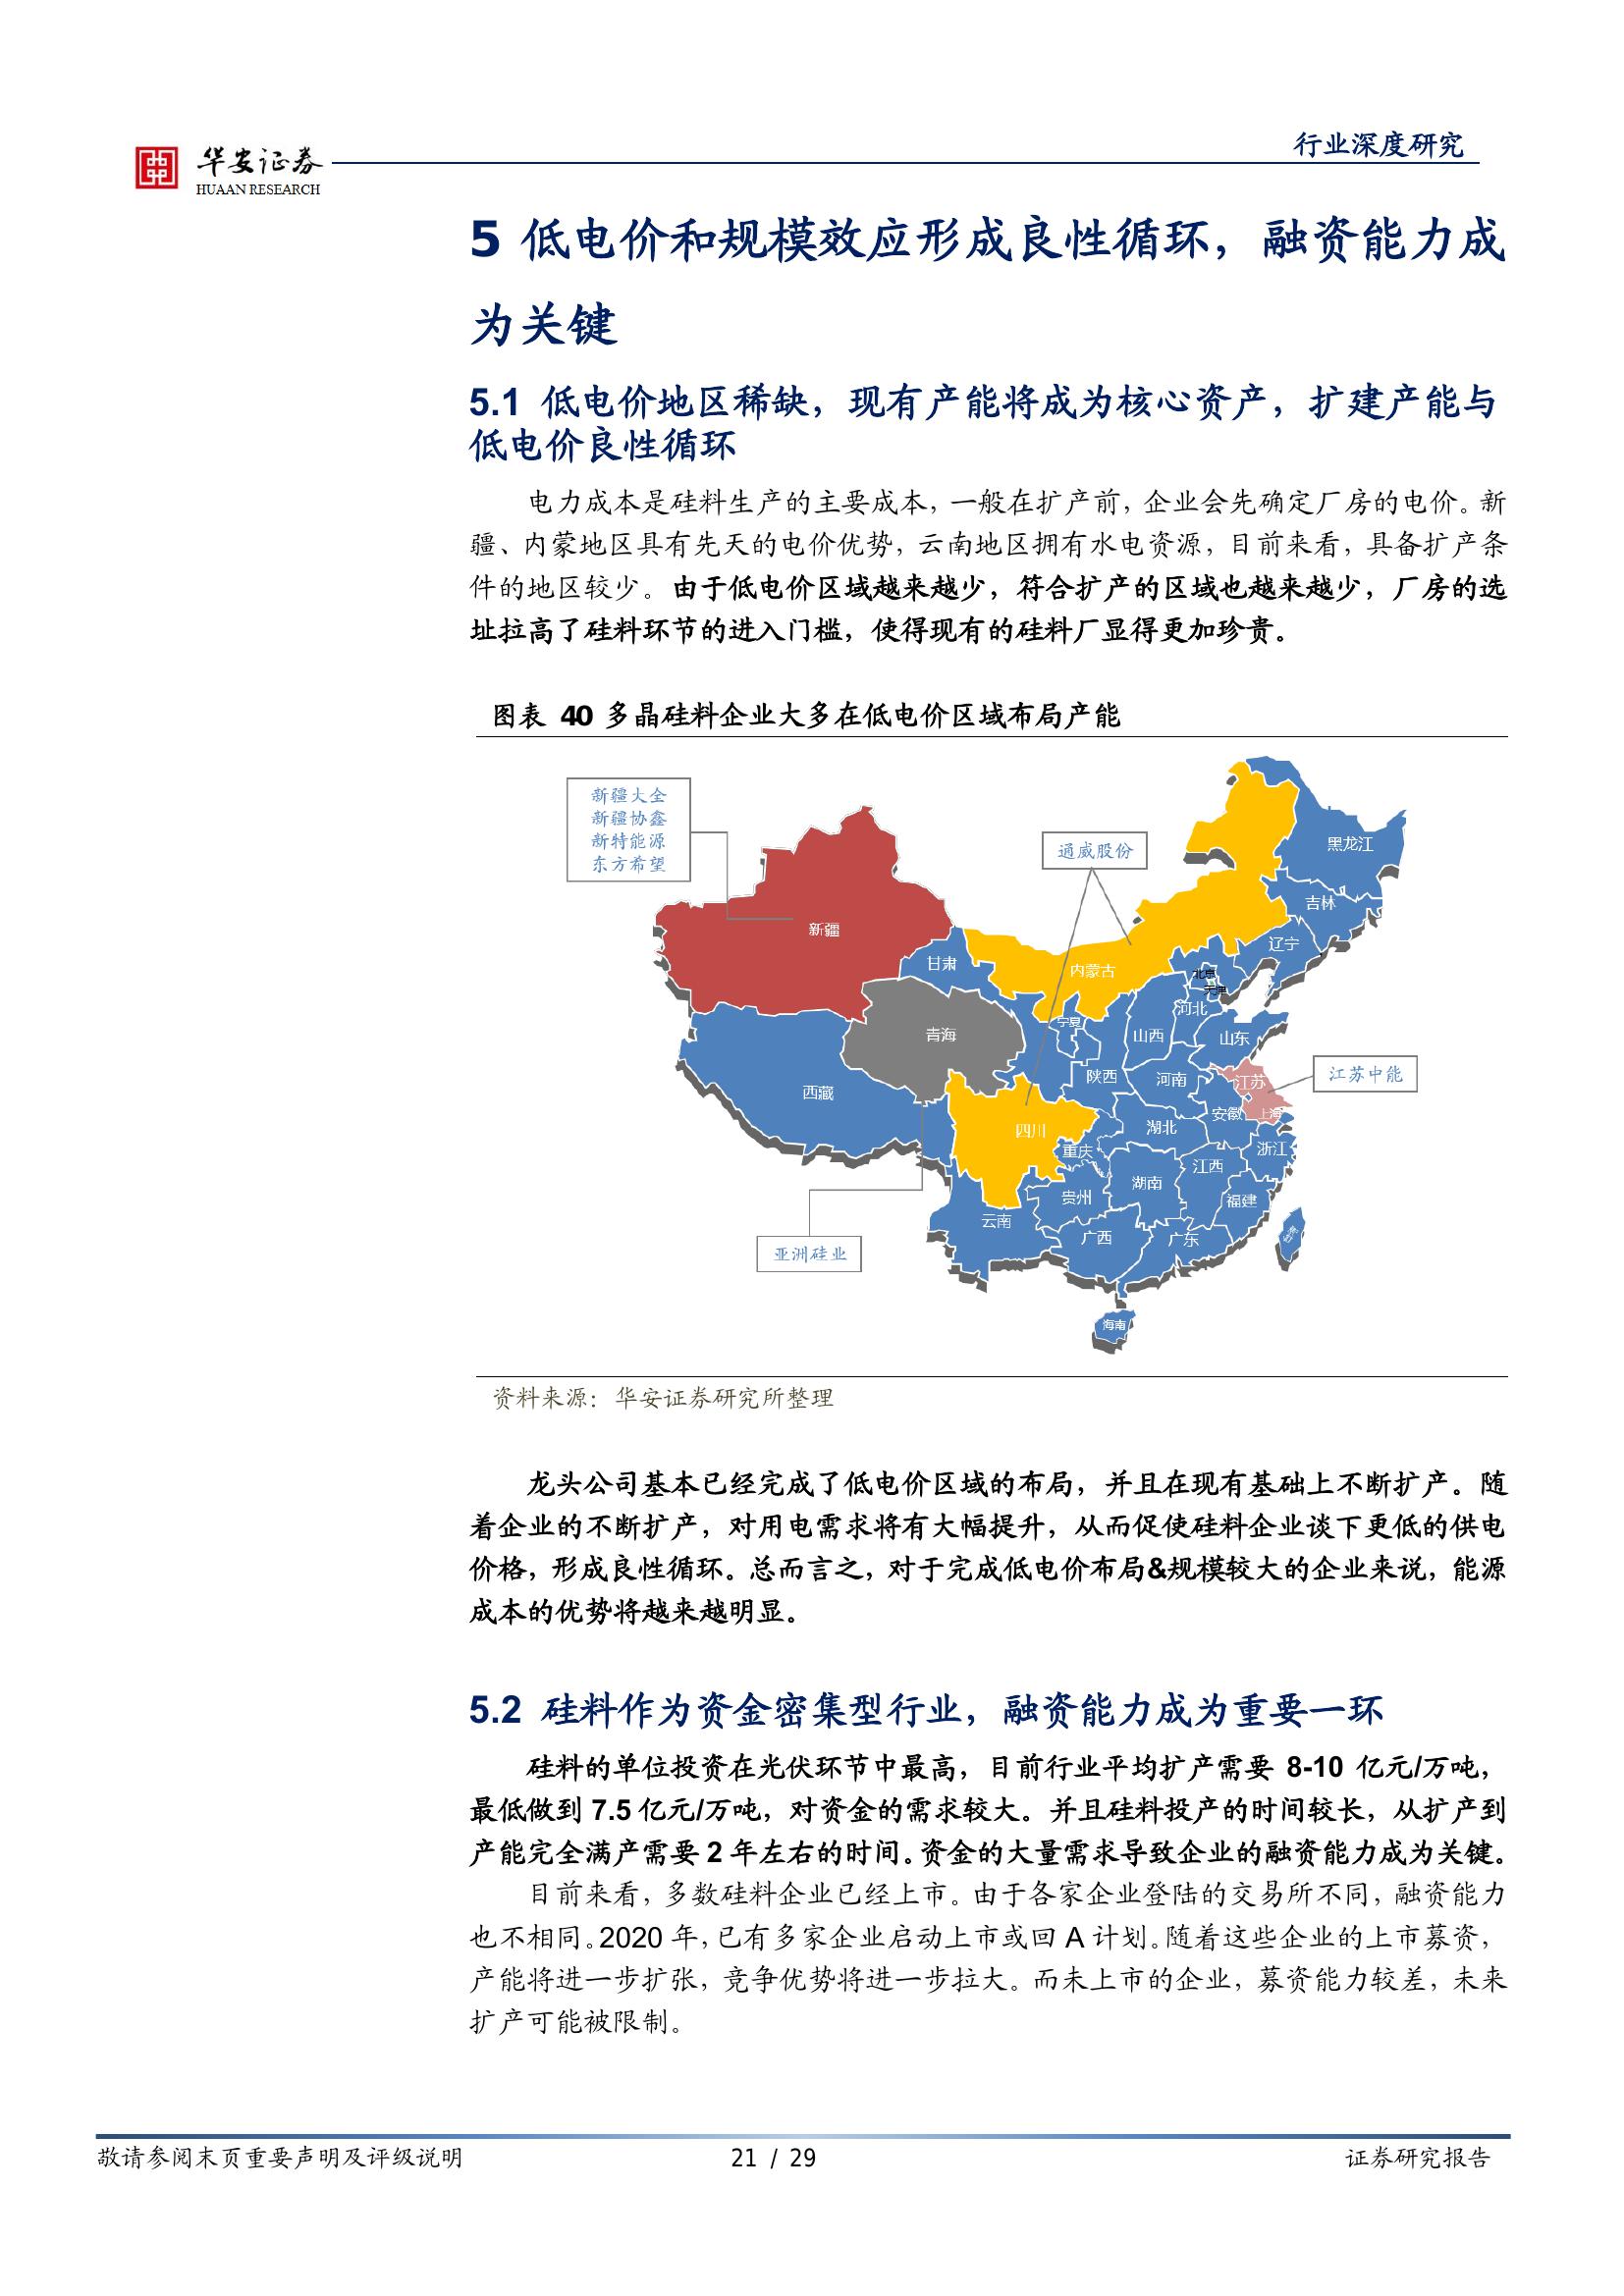 华安证券
HUAAN RESEARCH
行业深度研究
5 低电价和规模效应形成良性循环，融资能力成
为关键
5.1 低电价地区稀缺，现有产能将成为核心资产，扩建产能与
低电价良性循环
电力成本是硅料生产的主要成本，一般在扩产前，企业会先确定厂房的电价。新
疆、内蒙地区具有先天的电价优势，云南地区拥有水电资源，目前来看，具备扩产条
件的地区较少。由于低电价区域越来越少，符合扩产的区域也越来越少，厂房的选
址拉高了硅料环节的进入门槛，使得现有的硅料厂显得更加珍贵。
图表 40 多晶硅料企业大多在低电价区域布局产能
新疆大全
新疆协鑫
新特能源
东方希望
通威股份
黑龙江
吉林
辽宁
新疆
甘肃
内蒙古
北京
天津
河北
宁夏
山西
山东
青海
陕西
河南
江苏
江苏中能
西藏
安徽
上海
四川
湖北
重庆
浙江
江西
湖南
贵州
福建
云南
广西
广东
亚洲硅业
海南
资料来源：华安证券研究所整理
龙头公司基本已经完成了低电价区域的布局，并且在现有基础上不断扩产。随
着企业的不断扩产，对用电需求将有大幅提升，从而促使硅料企业谈下更低的供电
价格，形成良性循环。总而言之，对于完成低电价布局&规模较大的企业来说，能源
成本的优势将越来越明显。
5.2 硅料作为资金密集型行业，融资能力成为重要一环
硅料的单位投资在光伏环节中最高，目前行业平均扩产需要 8-10 亿元/万吨，
最低做到 7.5 亿元/万吨，对资金的需求较大。并且硅料投产的时间较长，从扩产到
产能完全满产需要 2 年左右的时间。资金的大量需求导致企业的融资能力成为关键。
目前来看，多数硅料企业已经上市。由于各家企业登陆的交易所不同，融资能力
也不相同。2020 年，已有多家企业启动上市或回 A 计划。随着这些企业的上市募资，
产能将进一步扩张，竞争优势将进一步拉大。而未上市的企业，募资能力较差，未来
扩产可能被限制。
敬请参阅末页重要声明及评级说明
21 / 29
证券研究报告